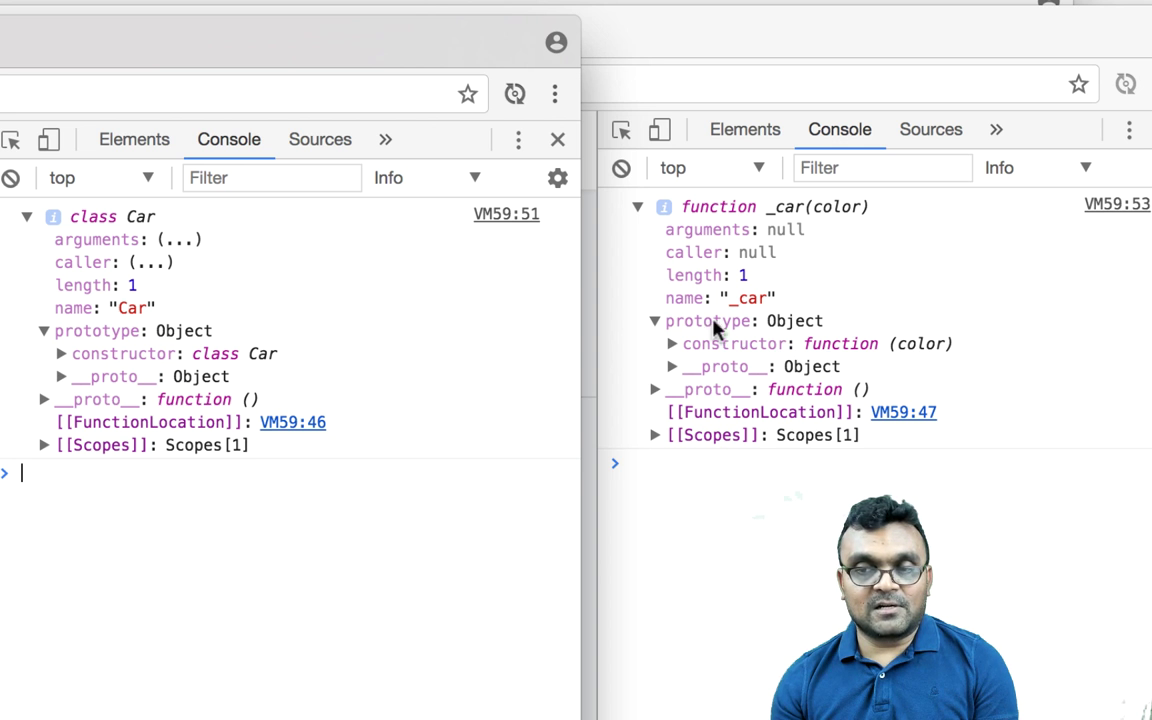 Elements Console Sources »
top ▼ Filter Info ▼
▼ i class Car VM59:51
arguments: (...)
caller: (...)
length: 1
name: "Car"
▼ prototype: Object
▶ constructor: class Car
▶ __proto__: Object
▶ __proto__: function ()
[[FunctionLocation]]: VM59:46
▶ [[Scopes]]: Scopes[1]
>
Elements Console Sources »
top ▼ Filter Info ▼
▼ i function _car(color) VM59:53
arguments: null
caller: null
length: 1
name: "_car"
▼ prototype: Object
▶ constructor: function (color)
▶ __proto__: Object
▶ __proto__: function ()
[[FunctionLocation]]: VM59:47
▶ [[Scopes]]: Scopes[1]
>